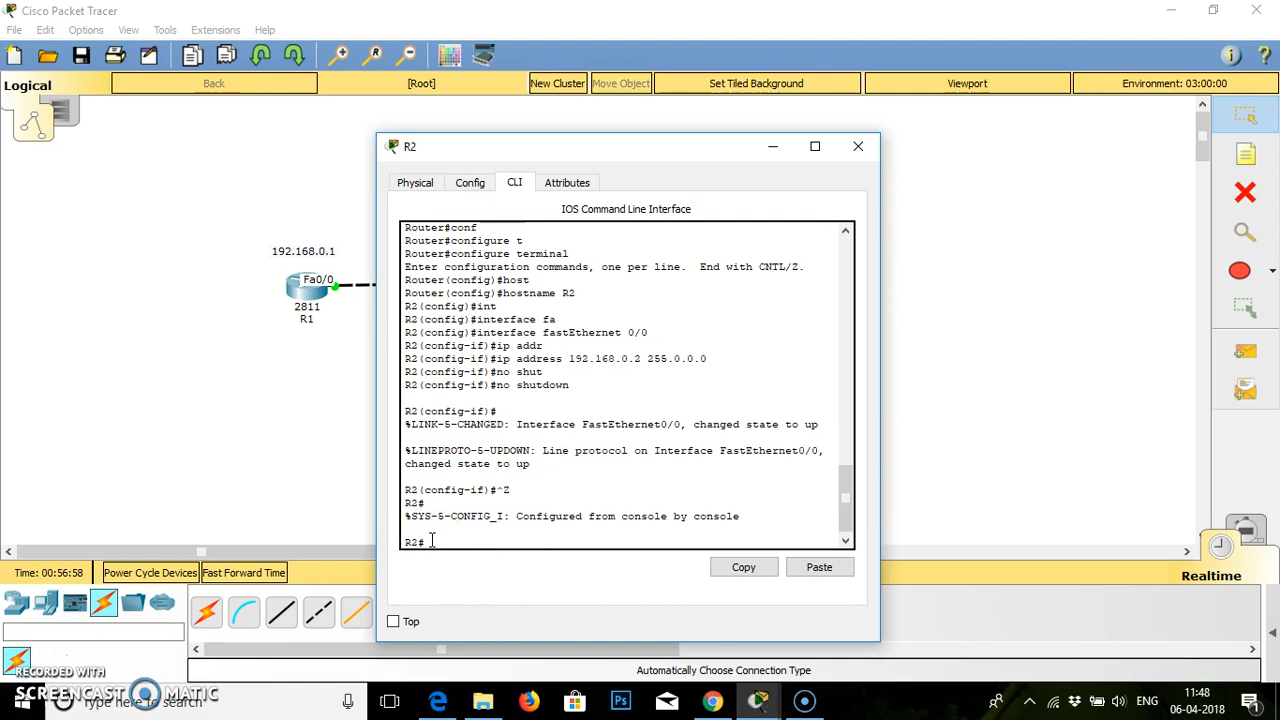 Cisco Packet Tracer
File Edit Options View Tools Extensions Window Help
Logical
Back
[Root]
New Cluster
Move Object
Set Tiled Background
Viewport
Environment: 03:00:00
192.168.0.1
Fa0/0
2811
R1
R2
Physical
Config
CLI
Attributes
IOS Command Line Interface
Router#conf
Router#configure t
Router#configure terminal
Enter configuration commands, one per line. End with CNTL/Z.
Router(config)#host
Router(config)#hostname R2
R2(config)#int
R2(config)#interface fa
R2(config)#interface fastEthernet 0/0
R2(config-if)#ip addr
R2(config-if)#ip address 192.168.0.2 255.0.0.0
R2(config-if)#no shut
R2(config-if)#no shutdown
R2(config-if)#
%LINK-5-CHANGED: Interface FastEthernet0/0, changed state to up
%LINEPROTO-5-UPDOWN: Line protocol on Interface FastEthernet0/0,
changed state to up
R2(config-if)#^Z
R2#
%SYS-5-CONFIG_I: Configured from console by console
R2#
Copy
Paste
Top
Time: 00:56:58
Power Cycle Devices
Fast Forward Time
Realtime
Automatically Choose Connection Type
RECORDED WITH
SCREENCAST MATIC
Type here to search
Ps
ENG
11:48
06-04-2018
1